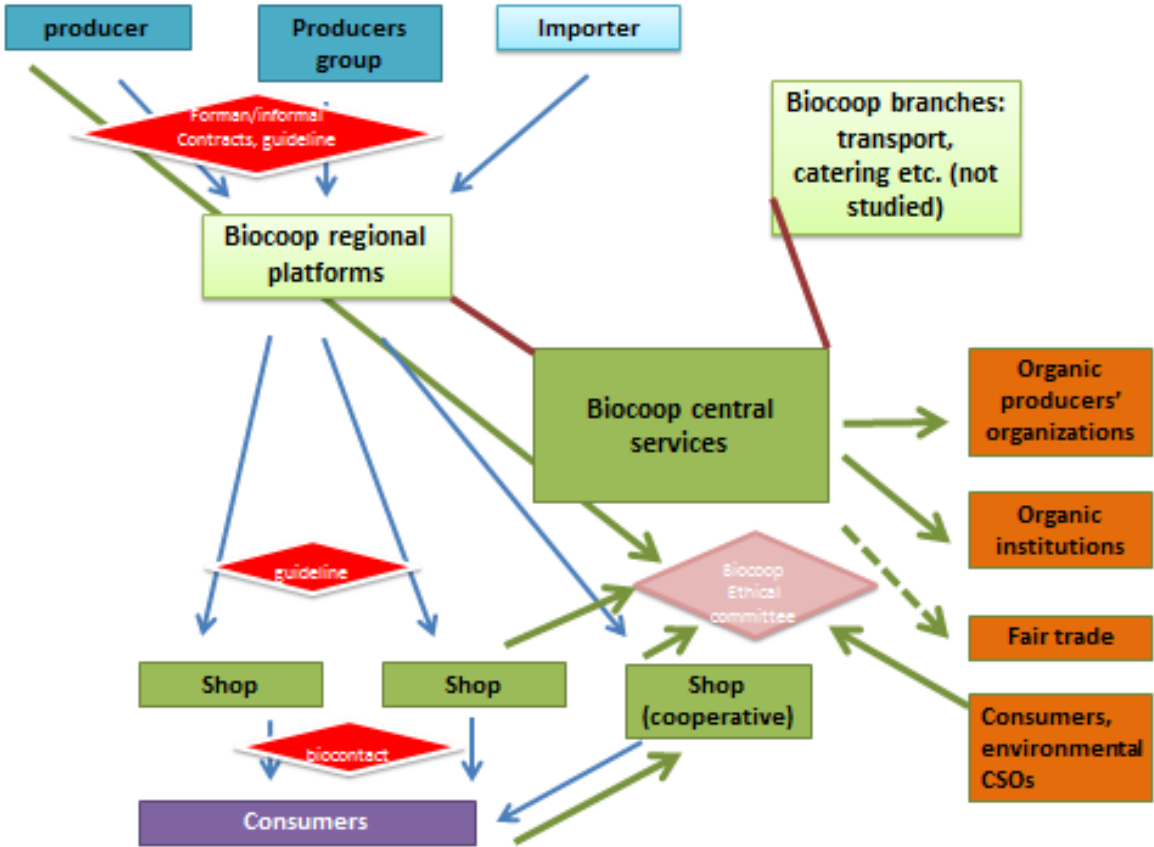 producer
Producers
group
Importer
Forman/informal
Contracts, guideline
Biocoop branches:
transport,
catering etc. (not
studied)
Biocoop regional
platforms
Biocoop central
services
Organic
producers’
organizations
Organic
institutions
guideline
Biocoop
Ethical
committee
Fair trade
Shop
Shop
Shop
(cooperative)
Consumers,
environmental
CSOs
biocontact
Consumers